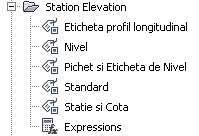 Station Elevation
Eticheta profil longitudinal
Nivel
Pichet si Eticheta de Nivel
Standard
Statie si Cota
Expressions